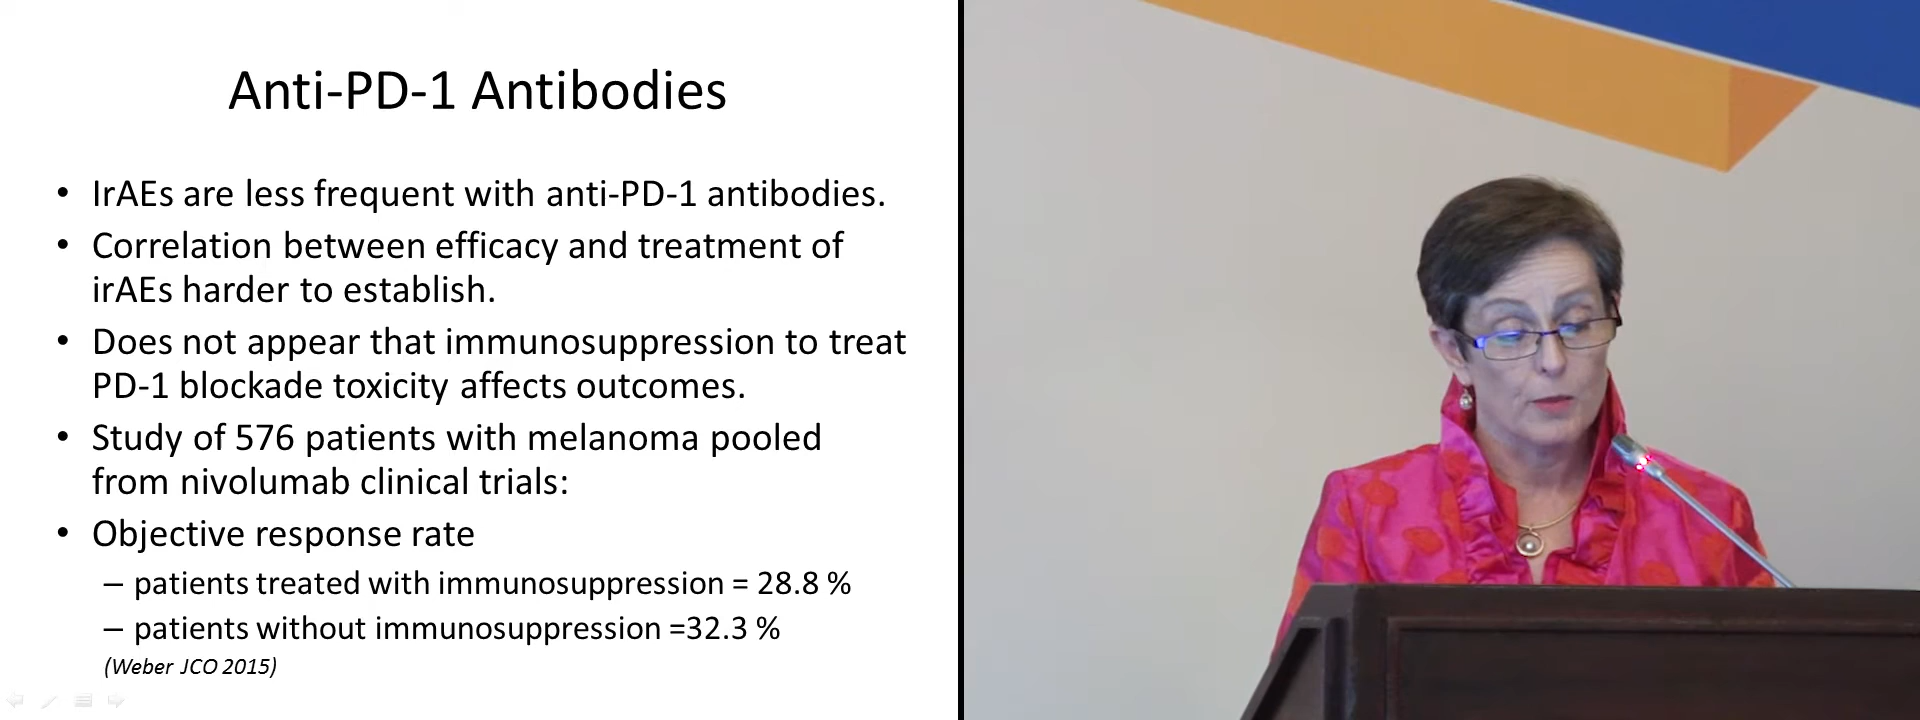 Anti-PD-1 Antibodies
• IrAEs are less frequent with anti-PD-1 antibodies.
• Correlation between efficacy and treatment of
irAEs harder to establish.
• Does not appear that immunosuppression to treat
PD-1 blockade toxicity affects outcomes.
• Study of 576 patients with melanoma pooled
from nivolumab clinical trials:
• Objective response rate
– patients treated with immunosuppression = 28.8 %
– patients without immunosuppression =32.3 %
(Weber JCO 2015)